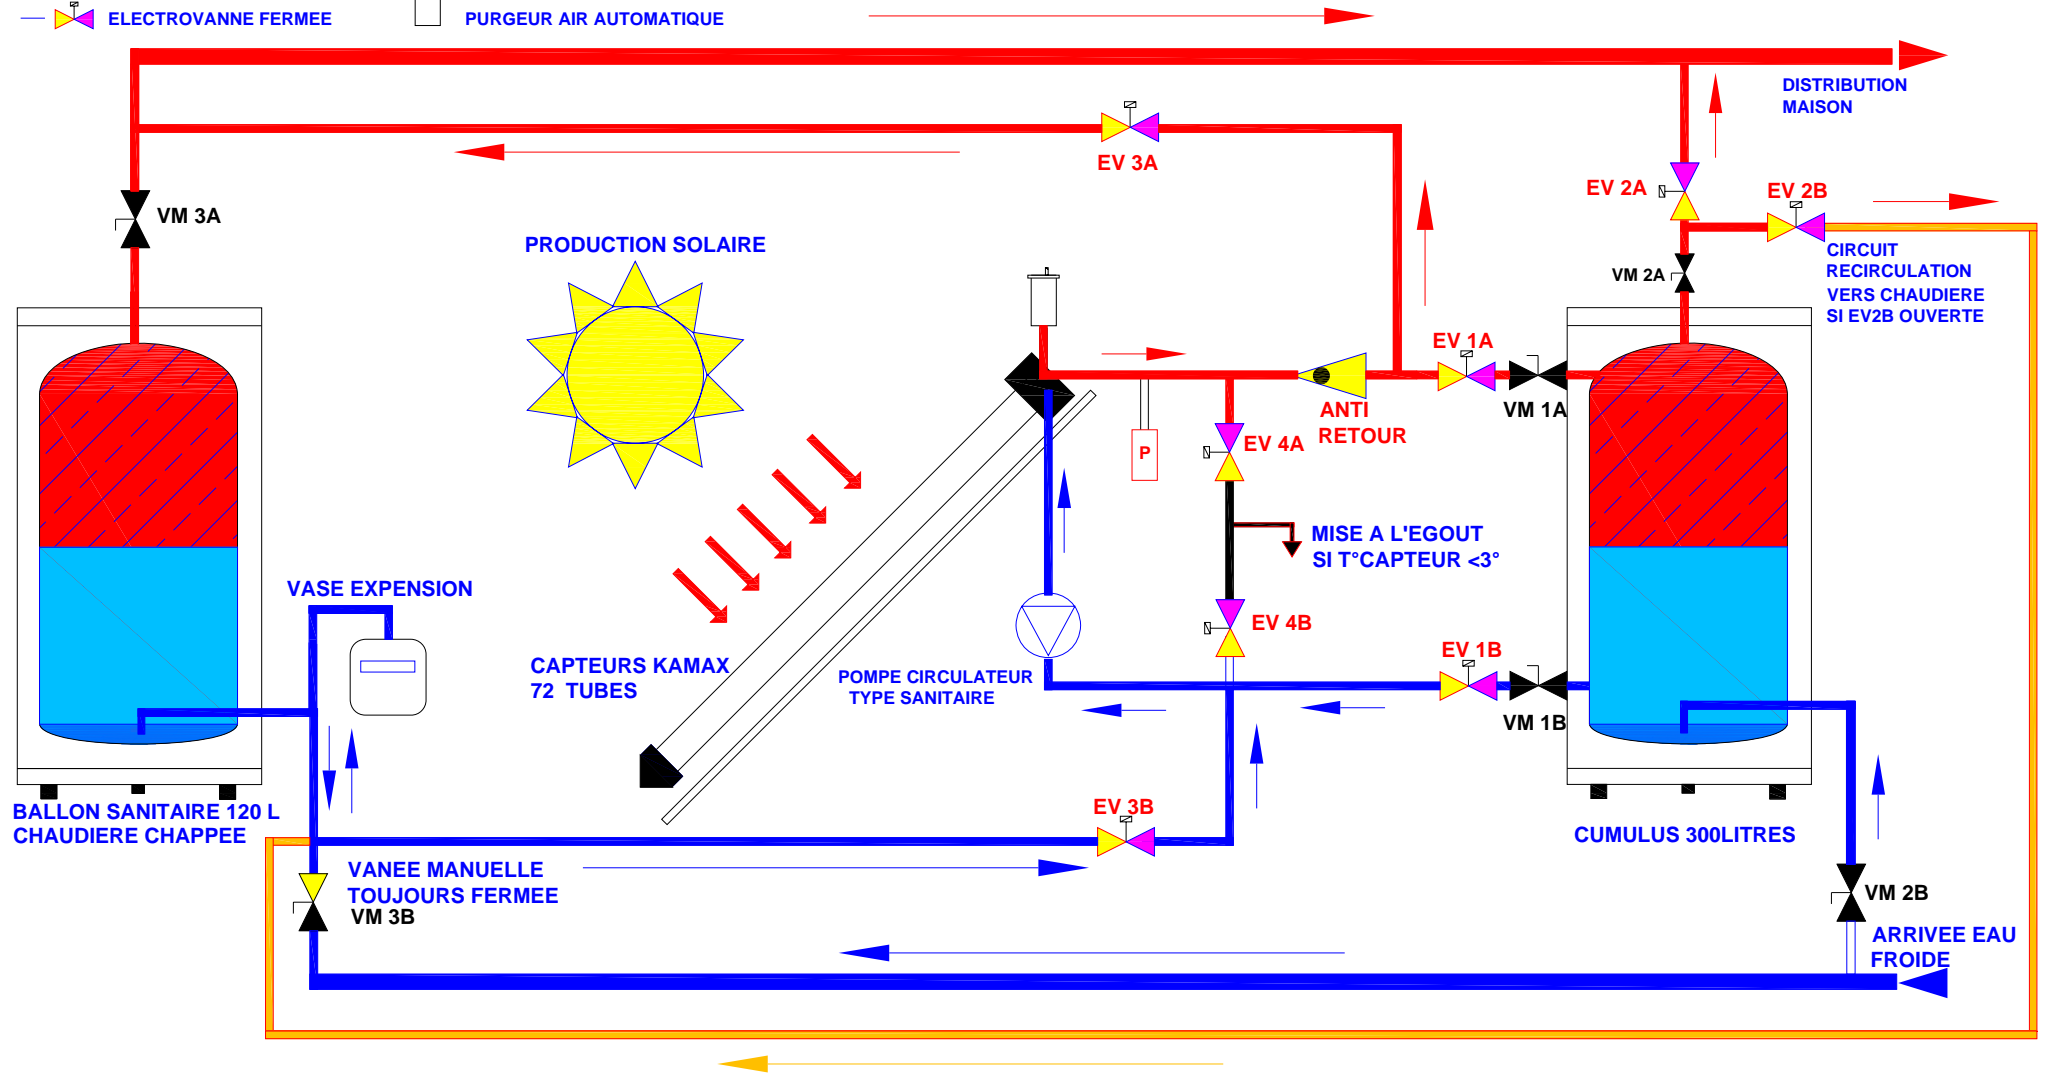 ELECTROVANNE FERMEE
PURGEUR AIR AUTOMATIQUE
DISTRIBUTION
MAISON
EV 3A
EV 2A
EV 2B
VM 3A
PRODUCTION SOLAIRE
CIRCUIT
RECIRCULATION
VERS CHAUDIERE
SI EV2B OUVERTE
VM 2A
EV 1A
VM 1A
ANTI
RETOUR
P
EV 4A
MISE A L'EGOUT
SI T°CAPTEUR <3°
VASE EXPENSION
EV 4B
CAPTEURS KAMAX
72 TUBES
POMPE CIRCULATEUR
TYPE SANITAIRE
EV 1B
VM 1B
BALLON SANITAIRE 120 L
CHAUDIERE CHAPPEE
EV 3B
CUMULUS 300LITRES
VANEE MANUELLE
TOUJOURS FERMEE
VM 3B
VM 2B
ARRIVEE EAU
FROIDE